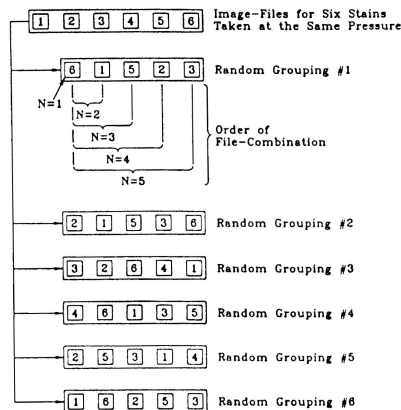 1 2 3 4 5 6 Image-Files for Six Stains
Taken at the Same Pressure
6 1 5 2 3 Random Grouping #1
N=1
N=2
N=3
N=4
N=5
Order of
File-Combination
2 1 5 3 6 Random Grouping #2
3 2 6 4 1 Random Grouping #3
4 6 1 3 5 Random Grouping #4
2 5 3 1 4 Random Grouping #5
1 6 2 5 3 Random Grouping #6